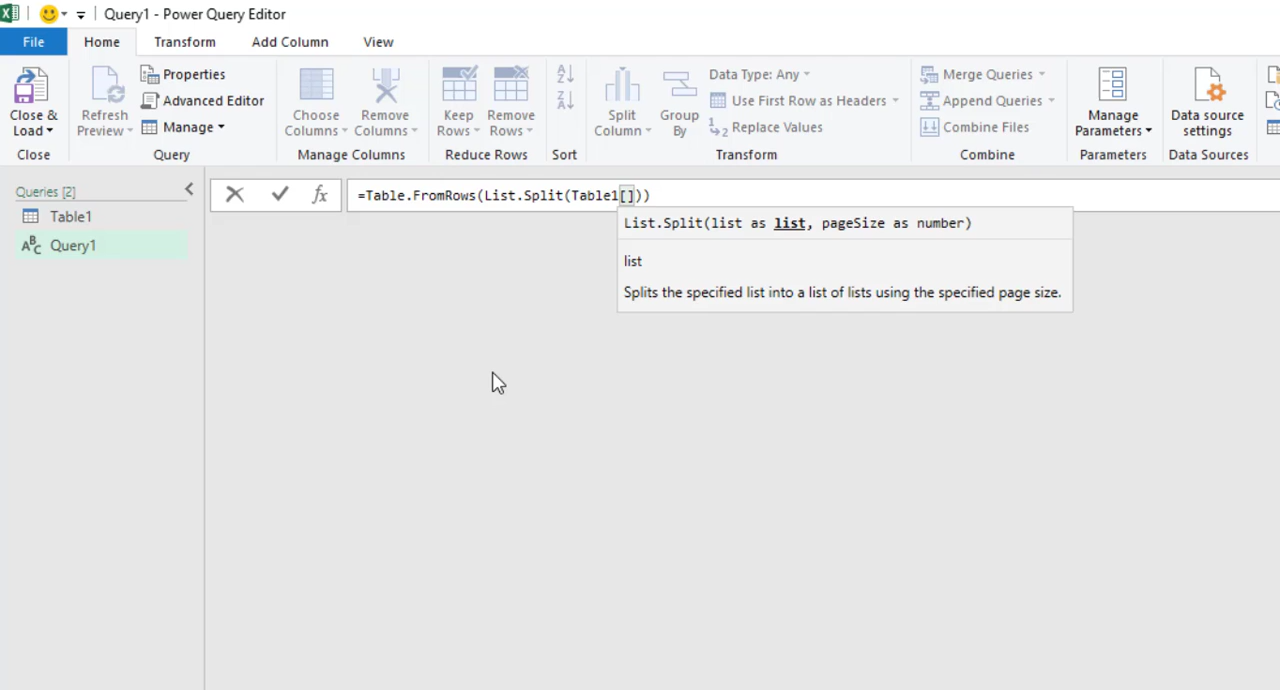 Query1 - Power Query Editor
File Home Transform Add Column View
Close & Load
Close
Refresh Preview
Properties
Advanced Editor
Manage
Query
Choose Columns
Remove Columns
Manage Columns
Keep Rows
Remove Rows
Reduce Rows
A Z
Z A
Sort
Split Column
Group By
Data Type: Any
Use First Row as Headers
1 2 Replace Values
Transform
Merge Queries
Append Queries
Combine Files
Combine
Manage Parameters
Parameters
Data source settings
Data Sources
Queries [2]
Table1
ABC Query1
fx
=Table.FromRows(List.Split(Table1[]))
List.Split(list as list, pageSize as number)
list
Splits the specified list into a list of lists using the specified page size.